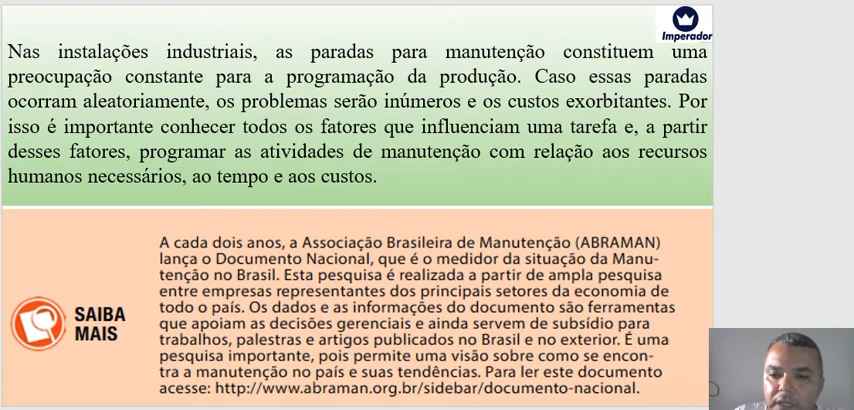 Imperador
Nas instalações industriais, as paradas para manutenção constituem uma
preocupação constante para a programação da produção. Caso essas paradas
ocorram aleatoriamente, os problemas serão inúmeros e os custos exorbitantes. Por
isso é importante conhecer todos os fatores que influenciam uma tarefa e, a partir
desses fatores, programar as atividades de manutenção com relação aos recursos
humanos necessários, ao tempo e aos custos.
SAIBA
MAIS
A cada dois anos, a Associação Brasileira de Manutenção (ABRAMAN)
lança o Documento Nacional, que é o medidor da situação da Manu-
tenção no Brasil. Esta pesquisa é realizada a partir de ampla pesquisa
entre empresas representantes dos principais setores da economia de
todo o país. Os dados e as informações do documento são ferramentas
que apoiam as decisões gerenciais e ainda servem de subsídio para
trabalhos, palestras e artigos publicados no Brasil e no exterior. É uma
pesquisa importante, pois permite uma visão sobre como se encon-
tra a manutenção no país e suas tendências. Para ler este documento
acesse: http://www.abraman.org.br/sidebar/documento-nacional.